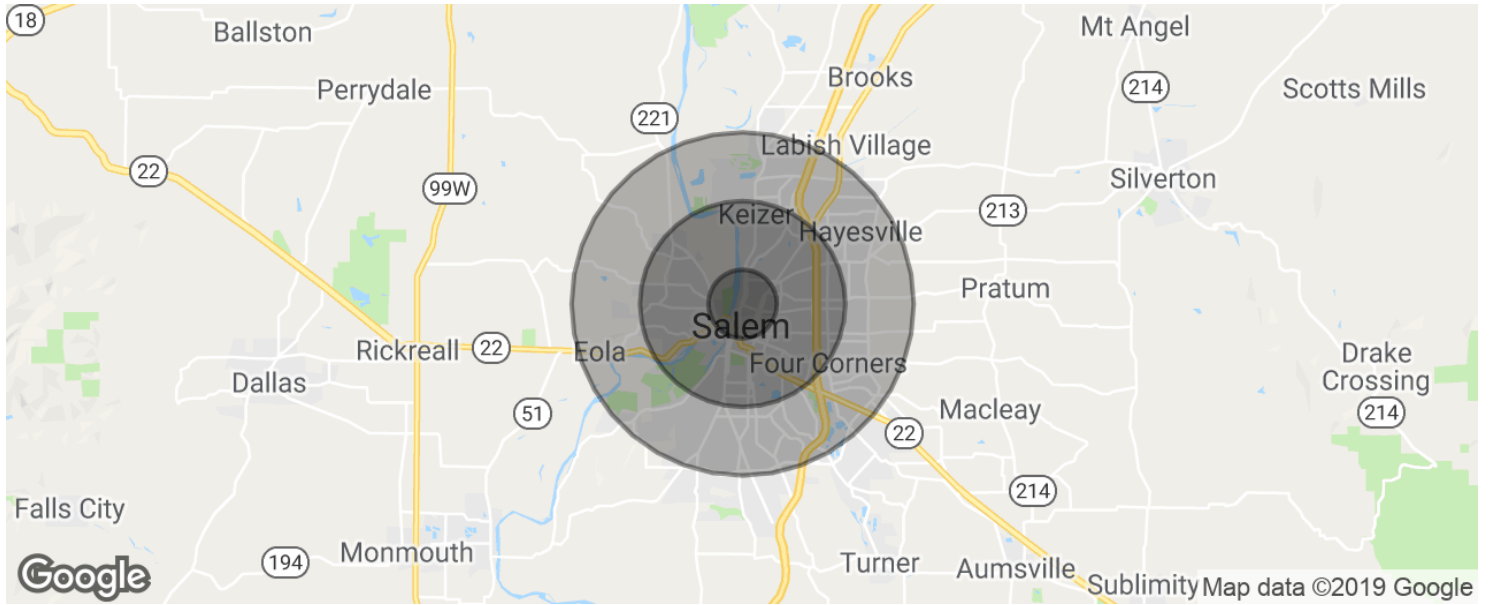 18
Ballston
Mt Angel
Brooks
Perrydale
214
Scotts Mills
221
Labish Village
22
99W
Silverton
Keizer
213
Hayesville
Pratum
Salem
Rickreall
22
Eola
Four Corners
Drake
Crossing
Dallas
51
Macleay
214
22
214
Falls City
Monmouth
194
Turner
Aumsville
Sublimity
Google
Map data ©2019 Google